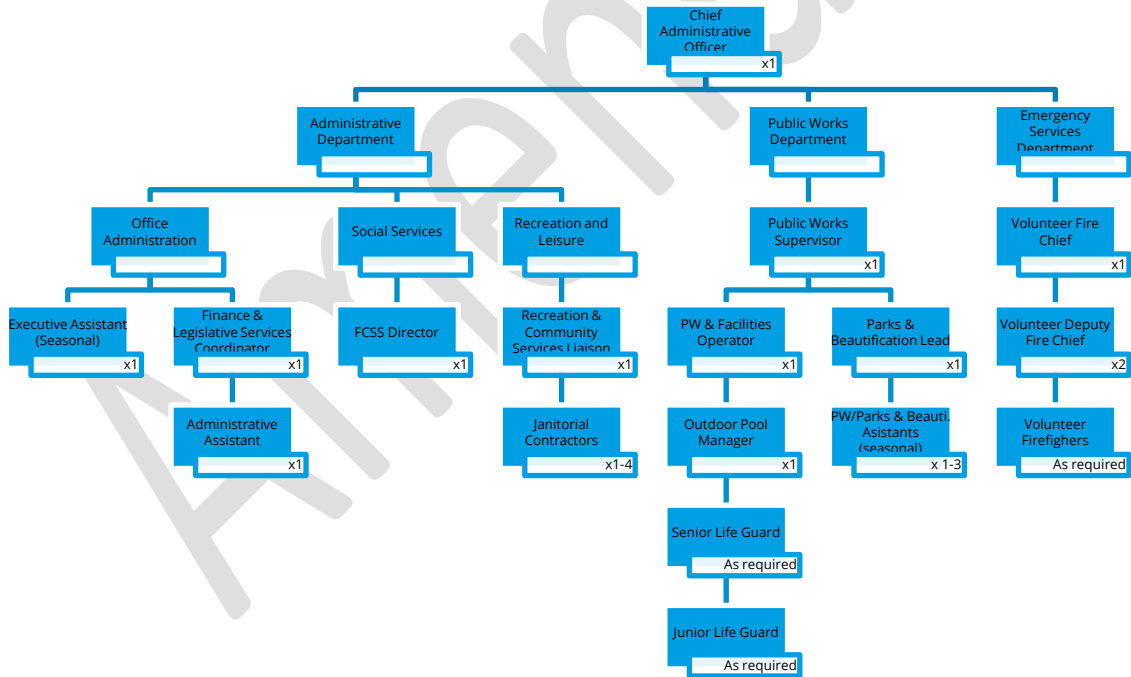 Chief
Administrative
Officer
x1
Administrative
Department
Public Works
Department
Emergency
Services
Department
Office
Administration
Social Services
Recreation and
Leisure
Public Works
Supervisor
x1
Volunteer Fire
Chief
x1
Executive Assistant
(Seasonal)
x1
Finance &
Legislative Services
Coordinator
x1
FCSS Director
x1
Recreation &
Community
Services Liaison
x1
PW & Facilities
Operator
x1
Parks &
Beautification Lead
x1
Volunteer Deputy
Fire Chief
x2
Administrative
Assistant
x1
Janitorial
Contractors
x1-4
Outdoor Pool
Manager
x1
PW/Parks & Beauti.
Asistants
(seasonal)
x 1-3
Volunteer
Firefighers
As required
Senior Life Guard
As required
Junior Life Guard
As required